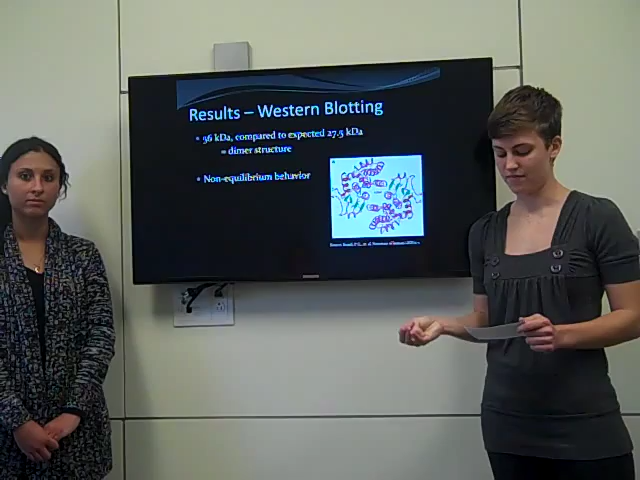 Results – Western Blotting
• 56 kDa, compared to expected 27.5 kDa
= dimer structure
• Non-equilibrium behavior